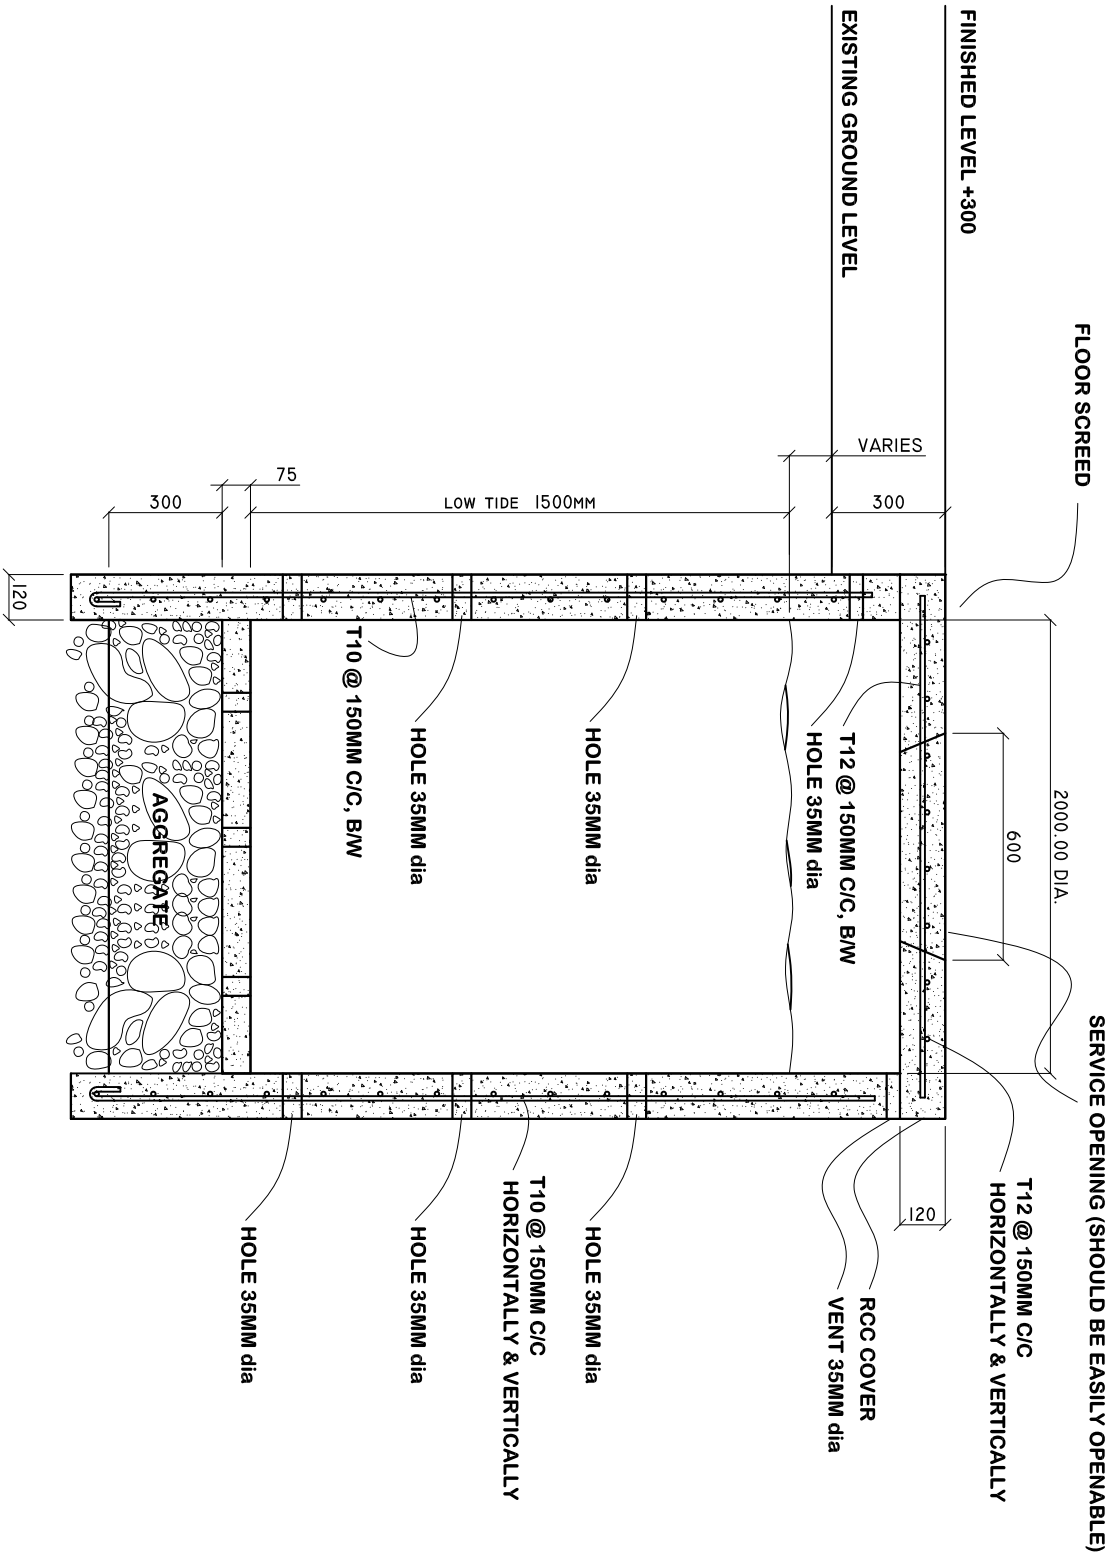 SERVICE OPENING (SHOULD BE EASILY OPENABLE)
FLOOR SCREED
2000.00 DIA.
600
FINISHED LEVEL +300
EXISTING GROUND LEVEL
VARIES
300
120
T12 @ 150MM C/C
HORIZONTALLY & VERTICALLY
RCC COVER
VENT 35MM dia
T12 @ 150MM C/C, B/W
HOLE 35MM dia
LOW TIDE 1500MM
HOLE 35MM dia
HOLE 35MM dia
T10 @ 150MM C/C
HORIZONTALLY & VERTICALLY
HOLE 35MM dia
HOLE 35MM dia
T10 @ 150MM C/C, B/W
HOLE 35MM dia
75
300
AGGREGATE
120